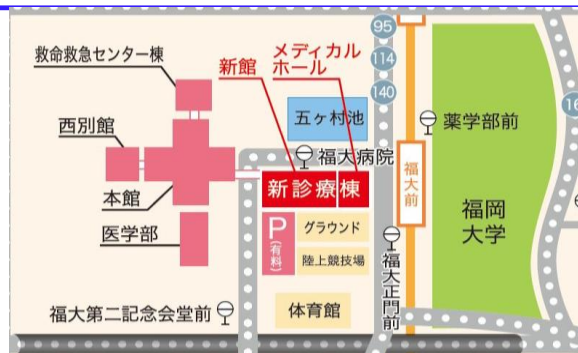 救命救急センター棟
新館
メディカル
ホール
95
114
140
16
西別館
五ヶ村池
薬学部前
福大病院
本館
新診療棟
福大前
医学部
P
(有料)
グラウンド
陸上競技場
福岡
大学
福大正門前
体育館
福大第二記念会堂前